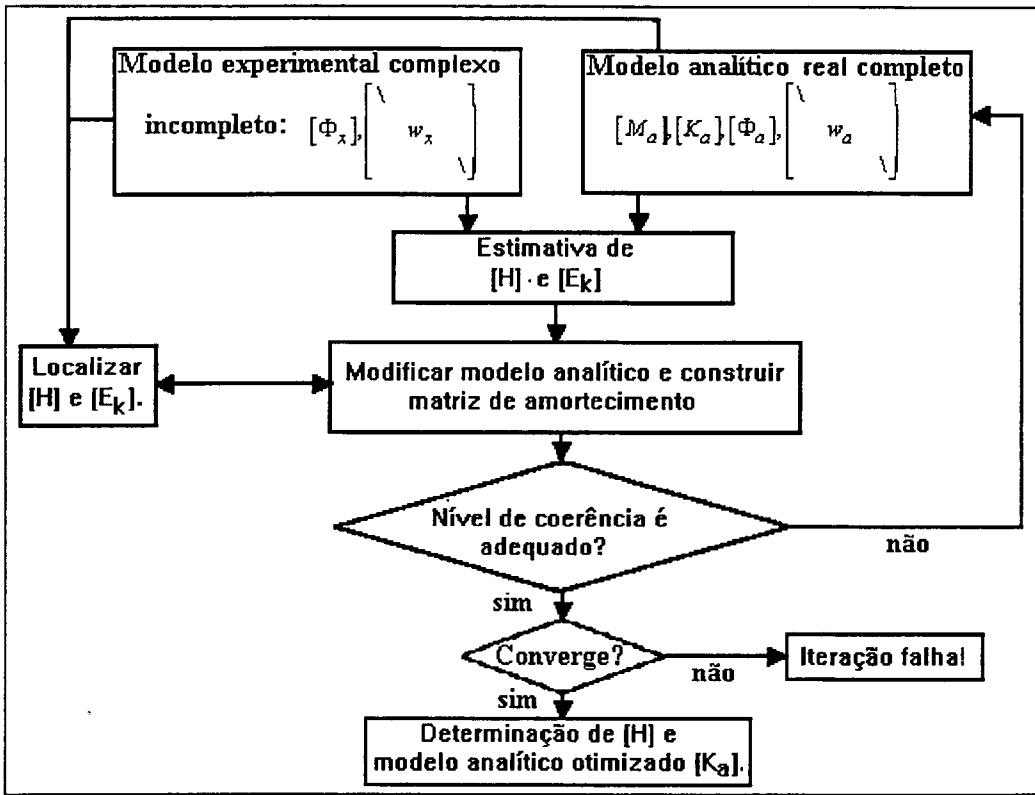 Modelo experimental complexo
incompleto: [Φx], [\ wx \]
Modelo analítico real completo
[Ma], [Ka], [Φa], [\ wa \]
Estimativa de
[H] · e [Ek]
Localizar
[H] e [Ek].
Modificar modelo analítico e construir
matriz de amortecimento
Nível de coerência é
adequado?
não
sim
Converge?
não
Iteração falha!
sim
Determinação de [H] e
modelo analítico otimizado [Ka].